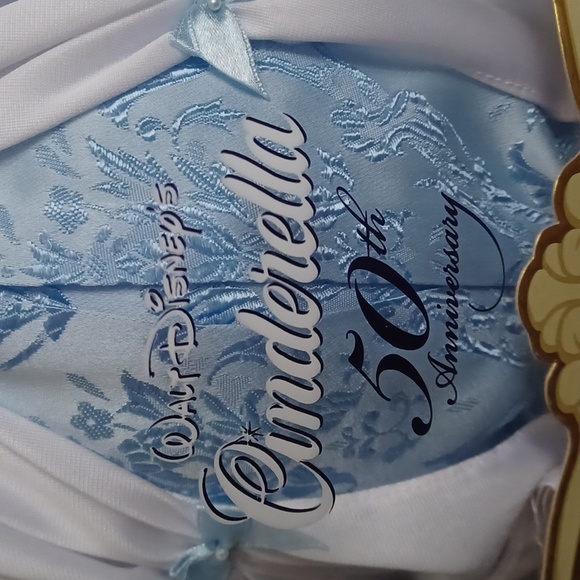 WALT DISNEY'S
Cinderella
50th
Anniversary